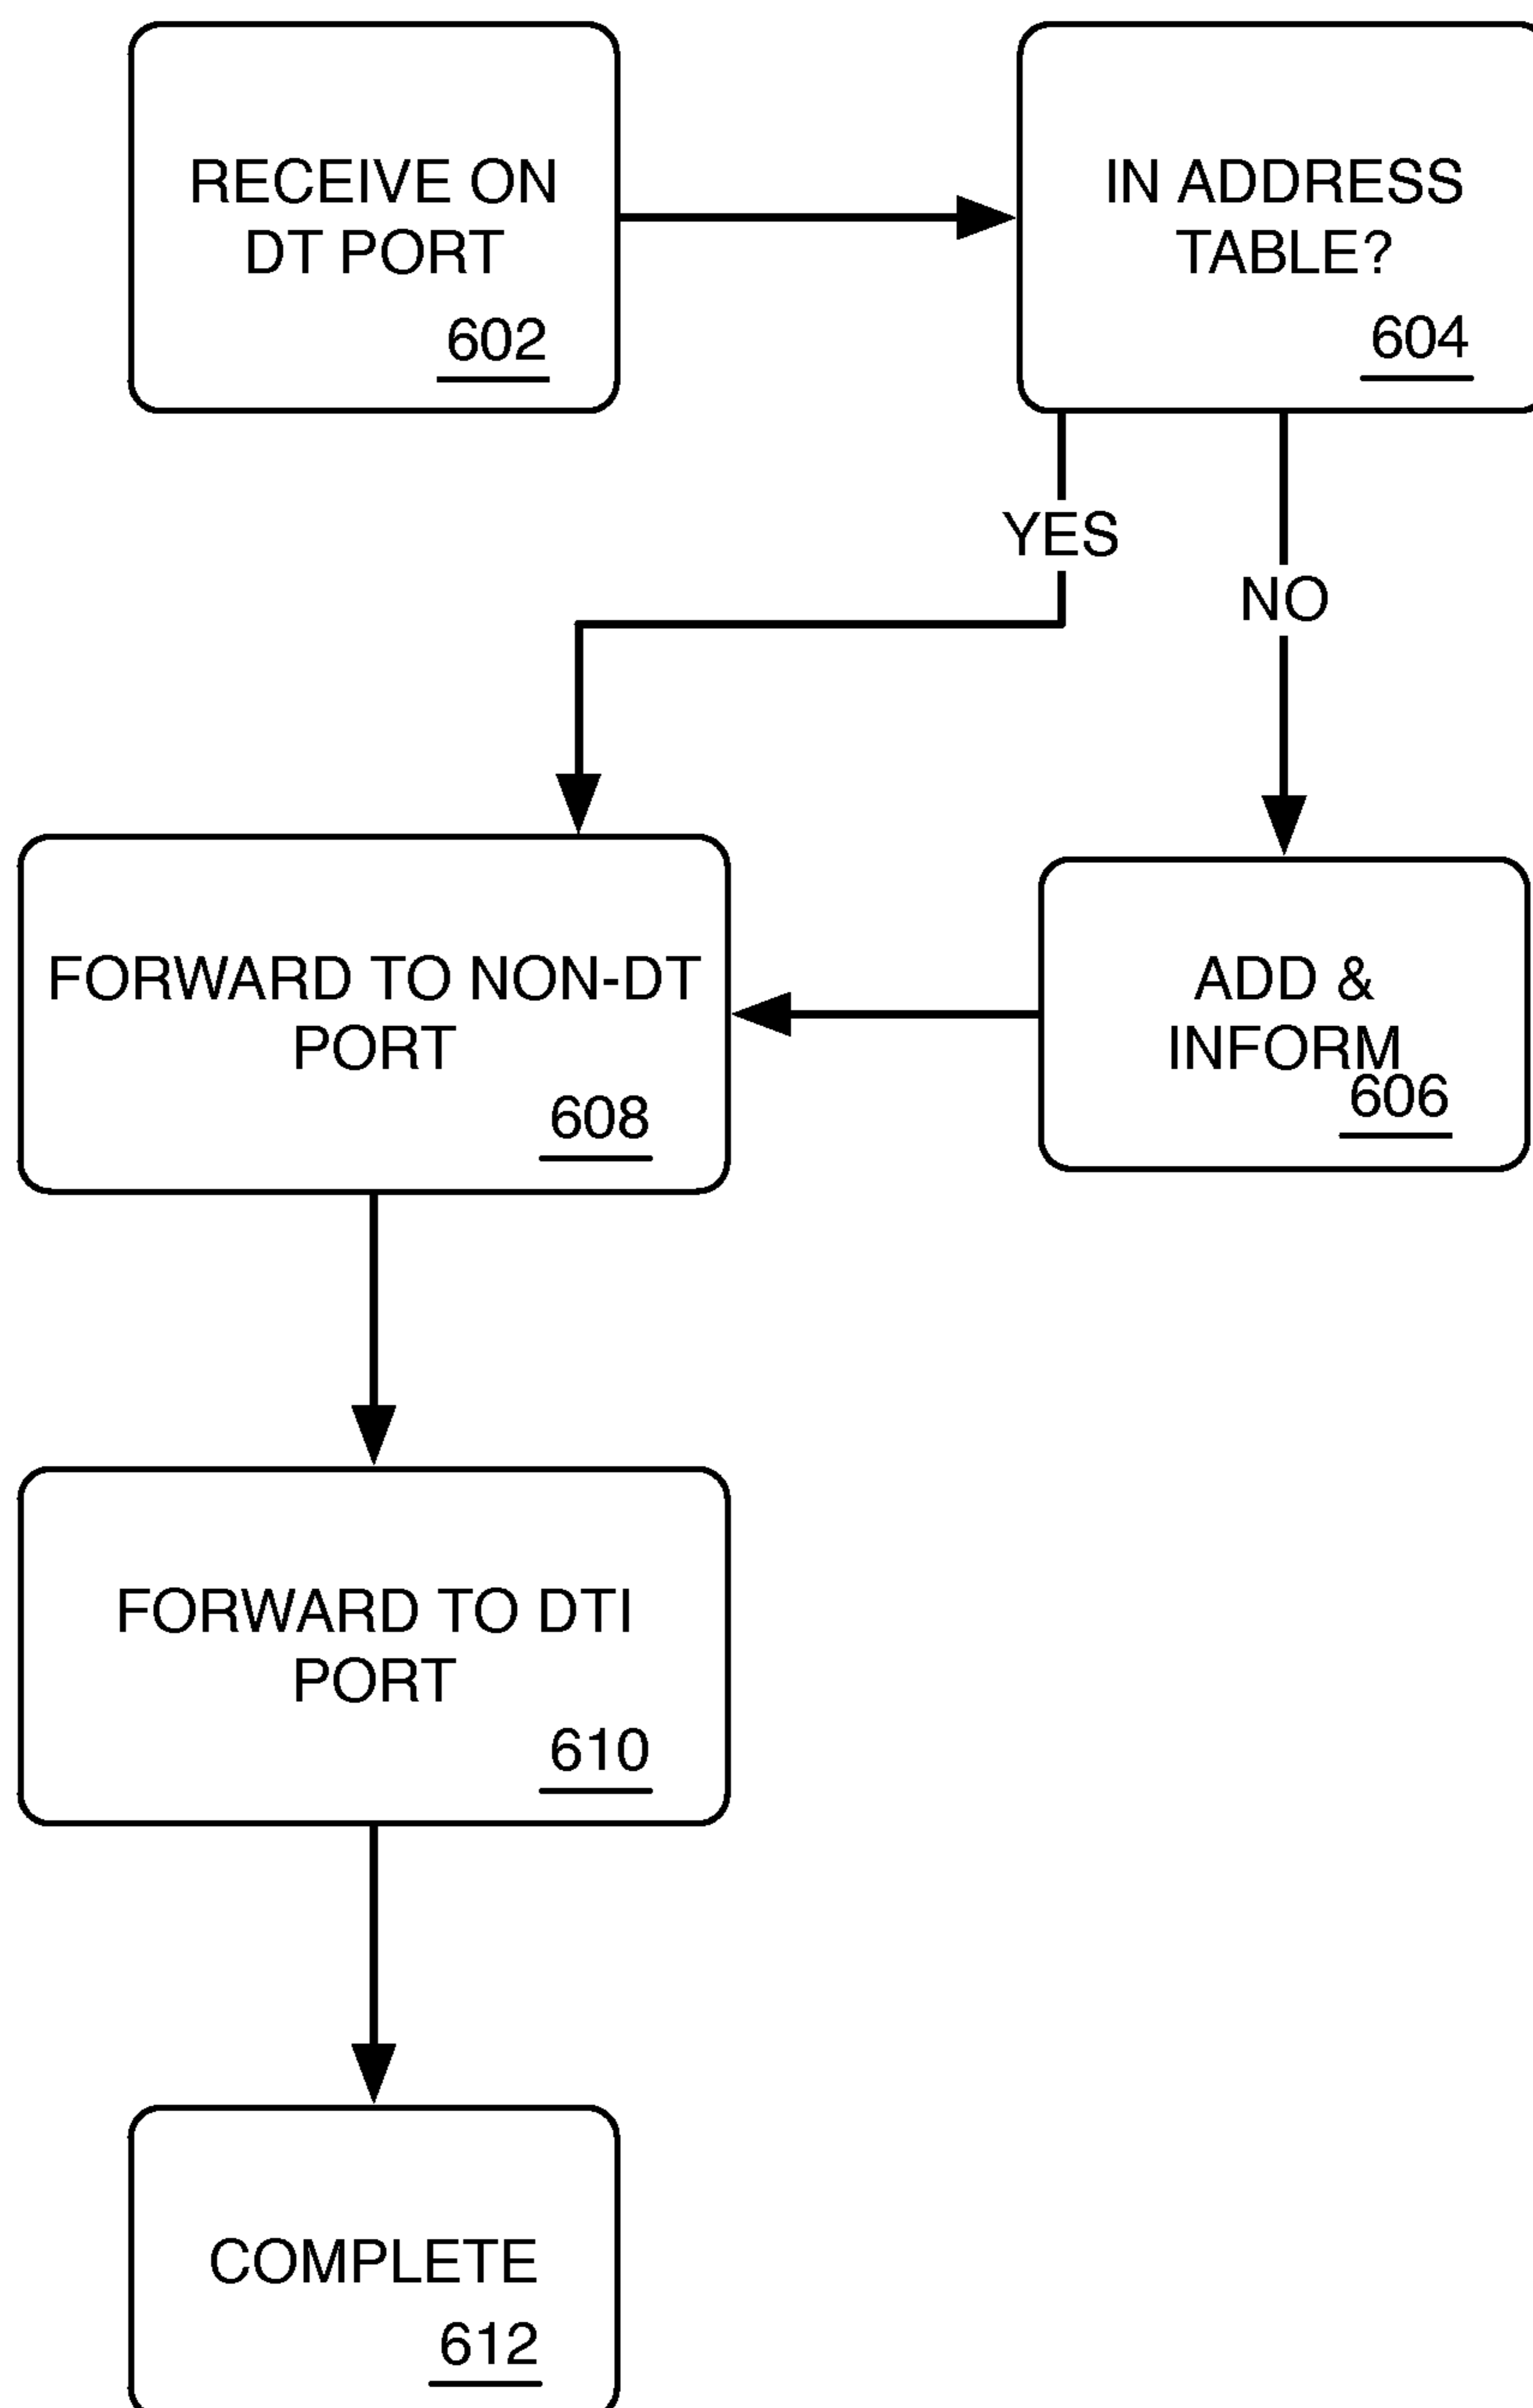 RECEIVE ON
DT PORT
602
IN ADDRESS
TABLE?
604
YES
NO
FORWARD TO NON-DT
PORT
608
ADD &
INFORM
606
FORWARD TO DTI
PORT
610
COMPLETE
612